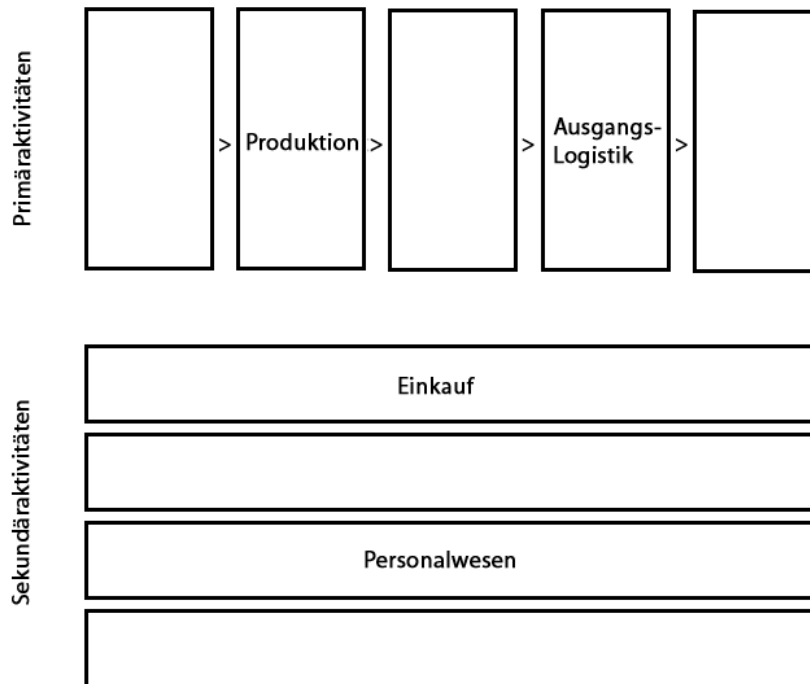 Primäraktivitäten
> Produktion > > Ausgangs-
Logistik >
Sekundäraktivitäten
Einkauf
Personalwesen